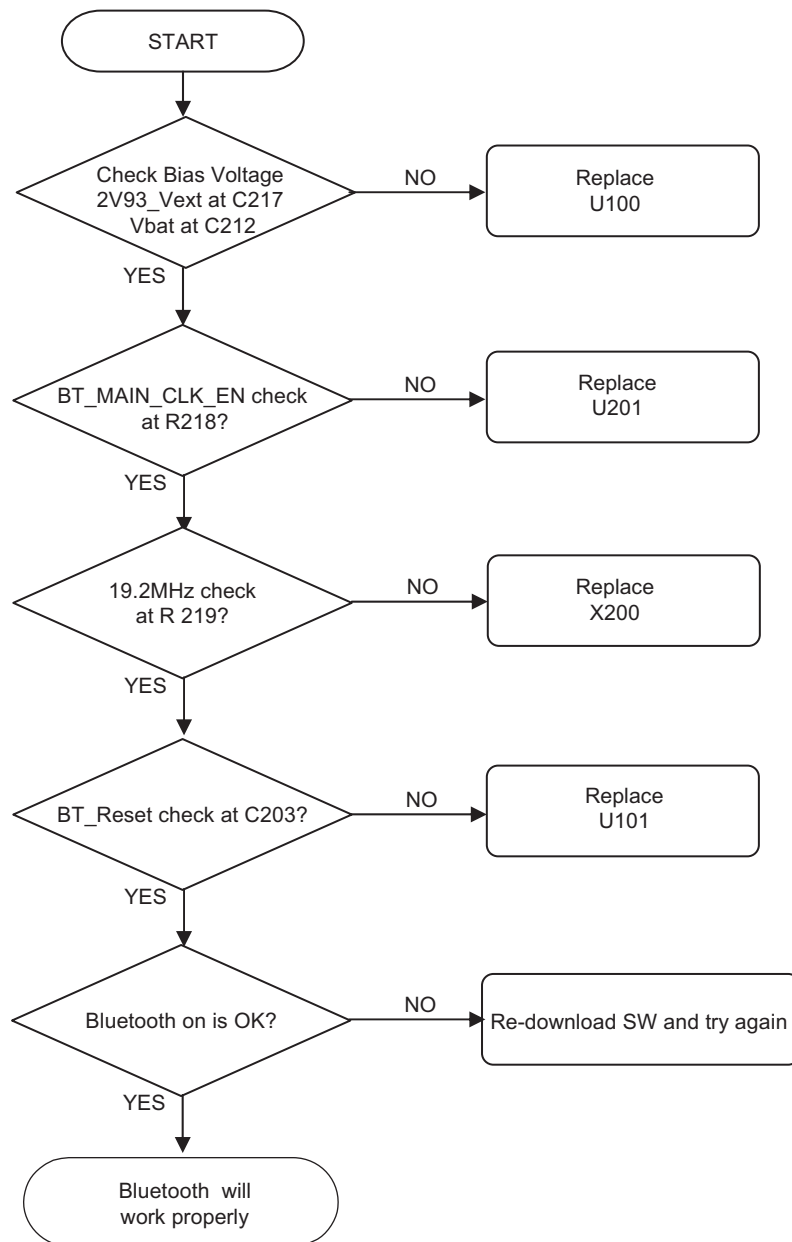 START
Check Bias Voltage
2V93_Vext at C217
Vbat at C212
NO
Replace
U100
YES
BT_MAIN_CLK_EN check
at R218?
NO
Replace
U201
YES
19.2MHz check
at R 219?
NO
Replace
X200
YES
BT_Reset check at C203?
NO
Replace
U101
YES
Bluetooth on is OK?
NO
Re-download SW and try again
YES
Bluetooth will
work properly